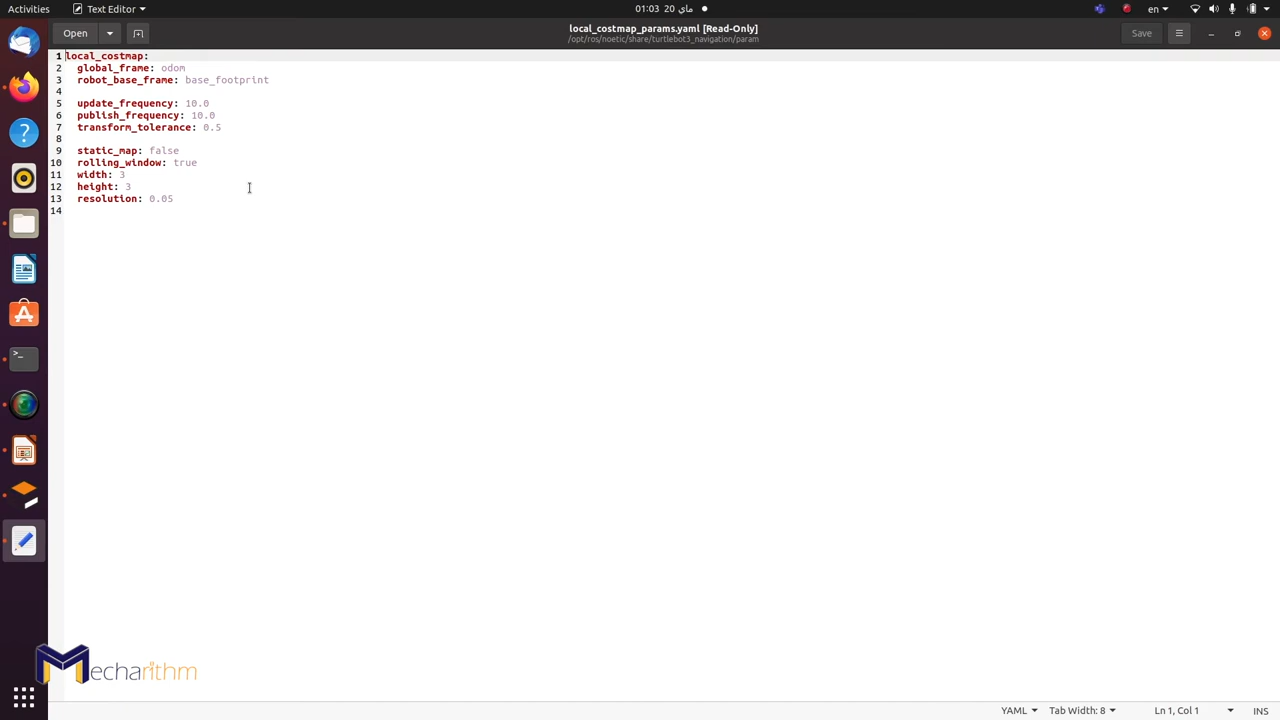 Activities
Text Editor
01:03 20 ماي
en
Open
local_costmap_params.yaml [Read-Only]
/opt/ros/noetic/share/turtlebot3_navigation/param
Save
1 local_costmap:
2 global_frame: odom
3 robot_base_frame: base_footprint
4
5 update_frequency: 10.0
6 publish_frequency: 10.0
7 transform_tolerance: 0.5
8
9 static_map: false
10 rolling_window: true
11 width: 3
12 height: 3
13 resolution: 0.05
14
Mecharithm
YAML
Tab Width: 8
Ln 1, Col 1
INS